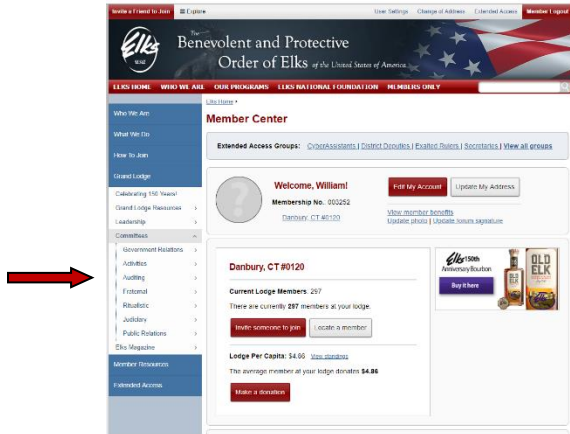 Invite a Friend to Join Explore User Settings Change of Address Extended Access Member Logout
Elks
The
Benevolent and Protective
Order of Elks of the United States of America
ELKS HOME WHO WE ARE OUR PROGRAMS ELKS NATIONAL FOUNDATION MEMBERS ONLY
Who We Are
What We Do
How To Join
Grand Lodge
Celebrating 150 Years!
Grand Lodge Resources
Leadership
Committees
Government Relations
Activities
Auditing
Fraternal
Ritualistic
Judiciary
Public Relations
Elks Magazine
Member Resources
Extended Access
Elks Home
Member Center
Extended Access Groups: CyberAssistants | District Deputies | Exalted Rulers | Secretaries | View all groups
?
Welcome, William!
Membership No. 003252
Danbury, CT #0120
Edit My Account Update My Address
View member benefits
Update photo | Update forum signature
Danbury, CT #0120
Current Lodge Members: 297
There are currently 297 members at your lodge.
Invite someone to join Locate a member
Lodge Per Capita: $4.86 View standings
The average member at your lodge donates $4.86
Make a donation
Elks 150th
Anniversary Bourbon
Buy it here
OLD
ELK
OLD
ELK